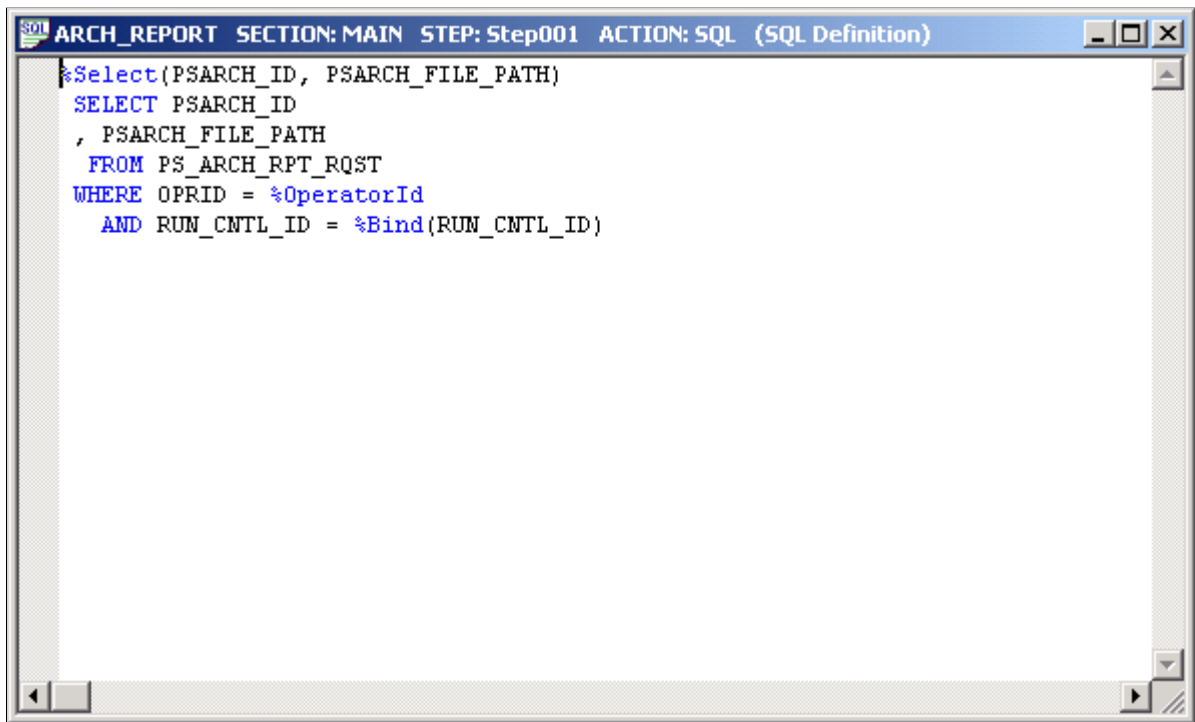 SQL ARCH_REPORT SECTION: MAIN STEP: Step001 ACTION: SQL (SQL Definition)
%Select(PSARCH_ID, PSARCH_FILE_PATH)
SELECT PSARCH_ID
, PSARCH_FILE_PATH
FROM PS_ARCH_RPT_RQST
WHERE OPRID = %OperatorId
AND RUN_CNTL_ID = %Bind(RUN_CNTL_ID)